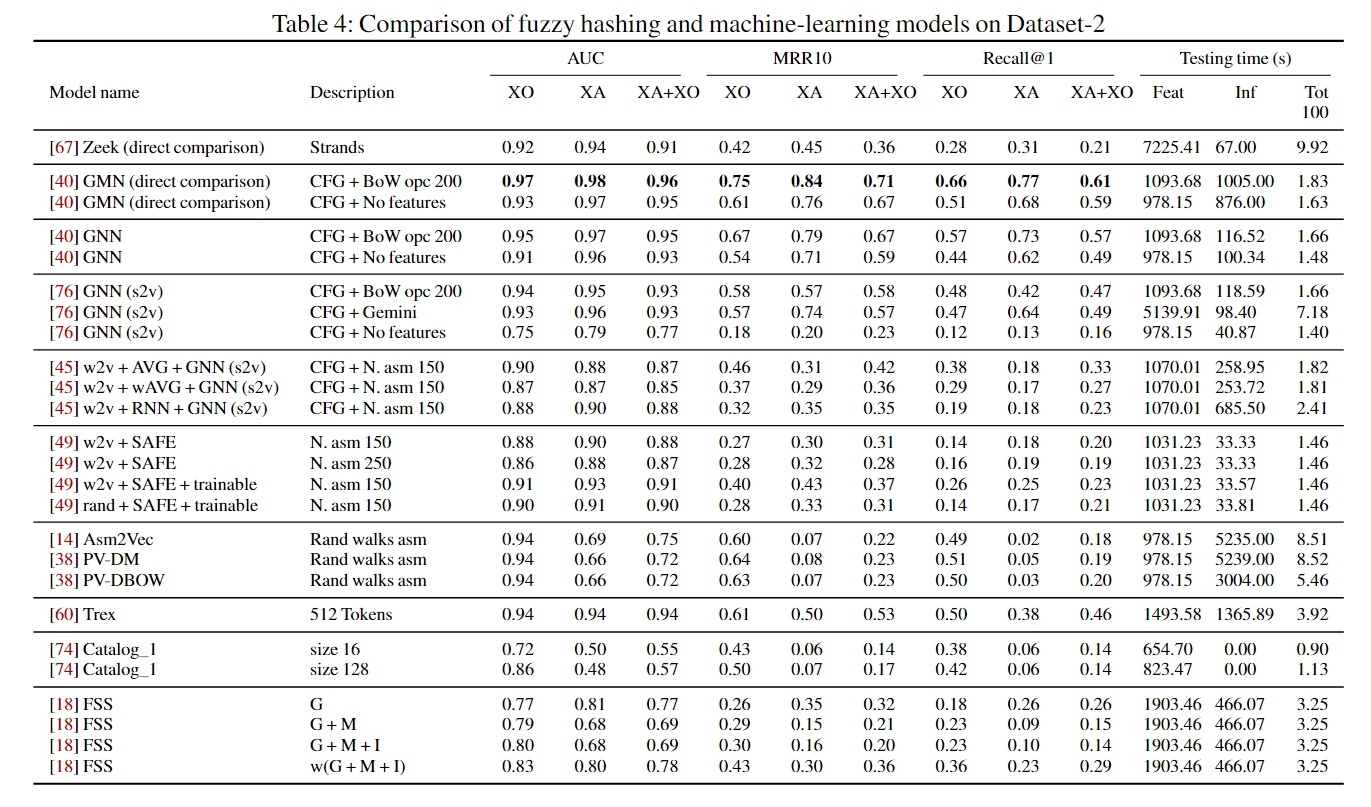 Table 4: Comparison of fuzzy hashing and machine-learning models on Dataset-2
AUC MRR10 Recall@1 Testing time (s)
Model name Description XO XA XA+XO XO XA XA+XO XO XA XA+XO Feat Inf Tot
100
[67] Zeek (direct comparison) Strands 0.92 0.94 0.91 0.42 0.45 0.36 0.28 0.31 0.21 7225.41 67.00 9.92
[40] GMN (direct comparison) CFG + BoW opc 200 0.97 0.98 0.96 0.75 0.84 0.71 0.66 0.77 0.61 1093.68 1005.00 1.83
[40] GMN (direct comparison) CFG + No features 0.93 0.97 0.95 0.61 0.76 0.67 0.51 0.68 0.59 978.15 876.00 1.63
[40] GNN CFG + BoW opc 200 0.95 0.97 0.95 0.67 0.79 0.67 0.57 0.73 0.57 1093.68 116.52 1.66
[40] GNN CFG + No features 0.91 0.96 0.93 0.54 0.71 0.59 0.44 0.62 0.49 978.15 100.34 1.48
[76] GNN (s2v) CFG + BoW opc 200 0.94 0.95 0.93 0.58 0.57 0.58 0.48 0.42 0.47 1093.68 118.59 1.66
[76] GNN (s2v) CFG + Gemini 0.93 0.96 0.93 0.57 0.74 0.57 0.47 0.64 0.49 5139.91 98.40 7.18
[76] GNN (s2v) CFG + No features 0.75 0.79 0.77 0.18 0.20 0.23 0.12 0.13 0.16 978.15 40.87 1.40
[45] w2v + AVG + GNN (s2v) CFG + N. asm 150 0.90 0.88 0.87 0.46 0.31 0.42 0.38 0.18 0.33 1070.01 258.95 1.82
[45] w2v + wAVG + GNN (s2v) CFG + N. asm 150 0.87 0.87 0.85 0.37 0.29 0.36 0.29 0.17 0.27 1070.01 253.72 1.81
[45] w2v + RNN + GNN (s2v) CFG + N. asm 150 0.88 0.90 0.88 0.32 0.35 0.35 0.19 0.18 0.23 1070.01 685.50 2.41
[49] w2v + SAFE N. asm 150 0.88 0.90 0.88 0.27 0.30 0.31 0.14 0.18 0.20 1031.23 33.33 1.46
[49] w2v + SAFE N. asm 250 0.86 0.88 0.87 0.28 0.32 0.28 0.16 0.19 0.19 1031.23 33.33 1.46
[49] w2v + SAFE + trainable N. asm 150 0.91 0.93 0.91 0.40 0.43 0.37 0.26 0.25 0.23 1031.23 33.57 1.46
[49] rand + SAFE + trainable N. asm 150 0.90 0.91 0.90 0.28 0.33 0.31 0.14 0.17 0.21 1031.23 33.81 1.46
[14] Asm2Vec Rand walks asm 0.94 0.69 0.75 0.60 0.07 0.22 0.49 0.02 0.18 978.15 5235.00 8.51
[38] PV-DM Rand walks asm 0.94 0.66 0.72 0.64 0.08 0.23 0.51 0.05 0.19 978.15 5239.00 8.52
[38] PV-DBOW Rand walks asm 0.94 0.66 0.72 0.63 0.07 0.23 0.50 0.03 0.20 978.15 3004.00 5.46
[60] Trex 512 Tokens 0.94 0.94 0.94 0.61 0.50 0.53 0.50 0.38 0.46 1493.58 1365.89 3.92
[74] Catalog_1 size 16 0.72 0.50 0.55 0.43 0.06 0.14 0.38 0.06 0.14 654.70 0.00 0.90
[74] Catalog_1 size 128 0.86 0.48 0.57 0.50 0.07 0.17 0.42 0.06 0.14 823.47 0.00 1.13
[18] FSS G 0.77 0.81 0.77 0.26 0.35 0.32 0.18 0.26 0.26 1903.46 466.07 3.25
[18] FSS G + M 0.79 0.68 0.69 0.29 0.15 0.21 0.23 0.09 0.15 1903.46 466.07 3.25
[18] FSS G + M + I 0.80 0.68 0.69 0.30 0.16 0.20 0.23 0.10 0.14 1903.46 466.07 3.25
[18] FSS w(G + M + I) 0.83 0.80 0.78 0.43 0.30 0.36 0.36 0.23 0.29 1903.46 466.07 3.25